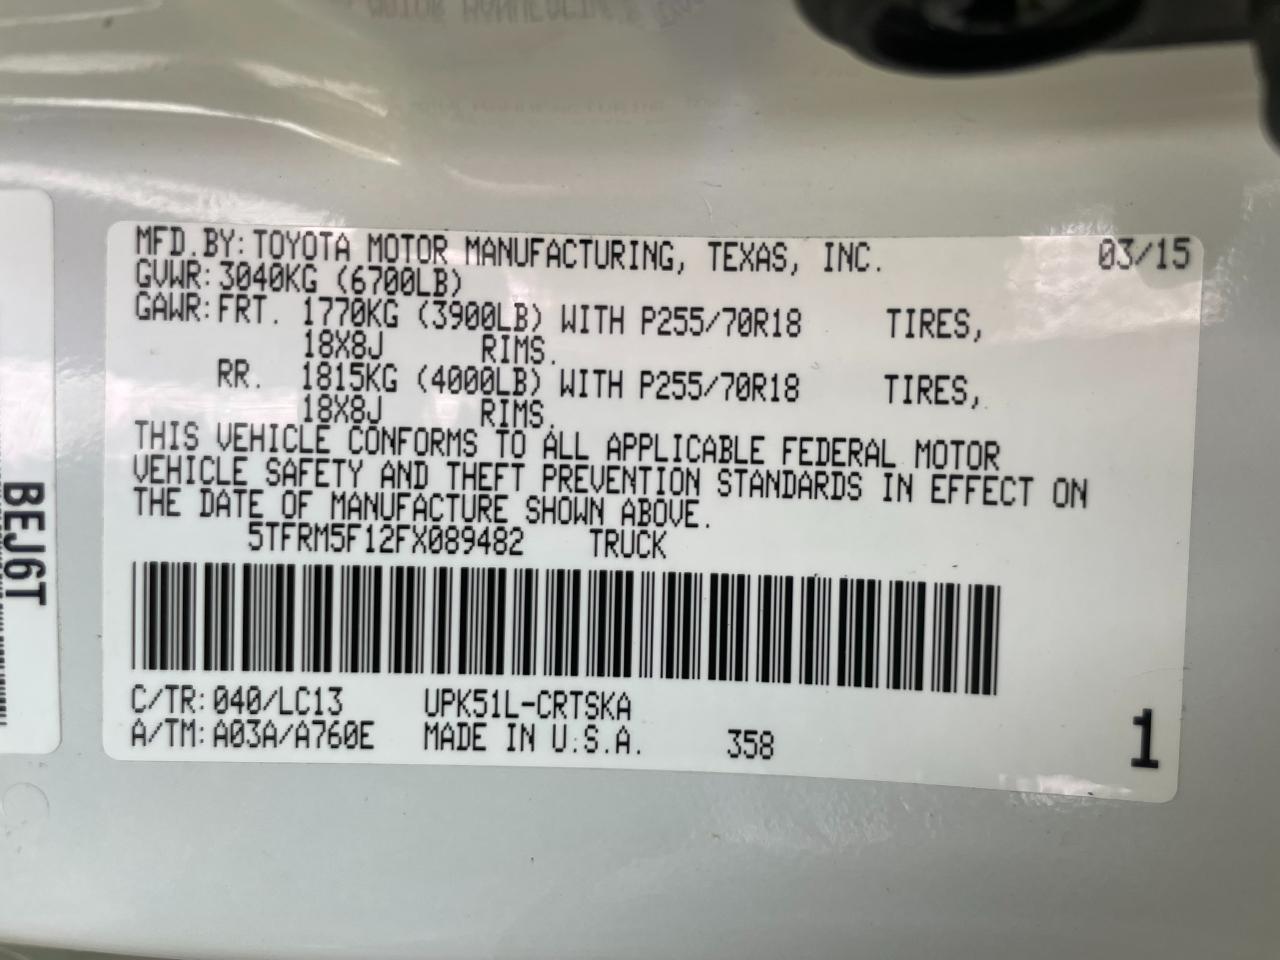 MFD.BY: TOYOTA MOTOR MANUFACTURING, TEXAS, INC. 03/15
GVWR: 3040KG (6700LB)
GAWR: FRT. 1770KG (3900LB) WITH P255/70R18 TIRES,
18X8J RIMS.
RR. 1815KG (4000LB) WITH P255/70R18 TIRES,
18X8J RIMS.
THIS VEHICLE CONFORMS TO ALL APPLICABLE FEDERAL MOTOR
VEHICLE SAFETY AND THEFT PREVENTION STANDARDS IN EFFECT ON
THE DATE OF MANUFACTURE SHOWN ABOVE.
5TFRM5F12FX089482 TRUCK
C/TR: 040/LC13 UPK51L-CRTSKA
A/TM: A03A/A760E MADE IN U.S.A. 358 1
BEJ6T